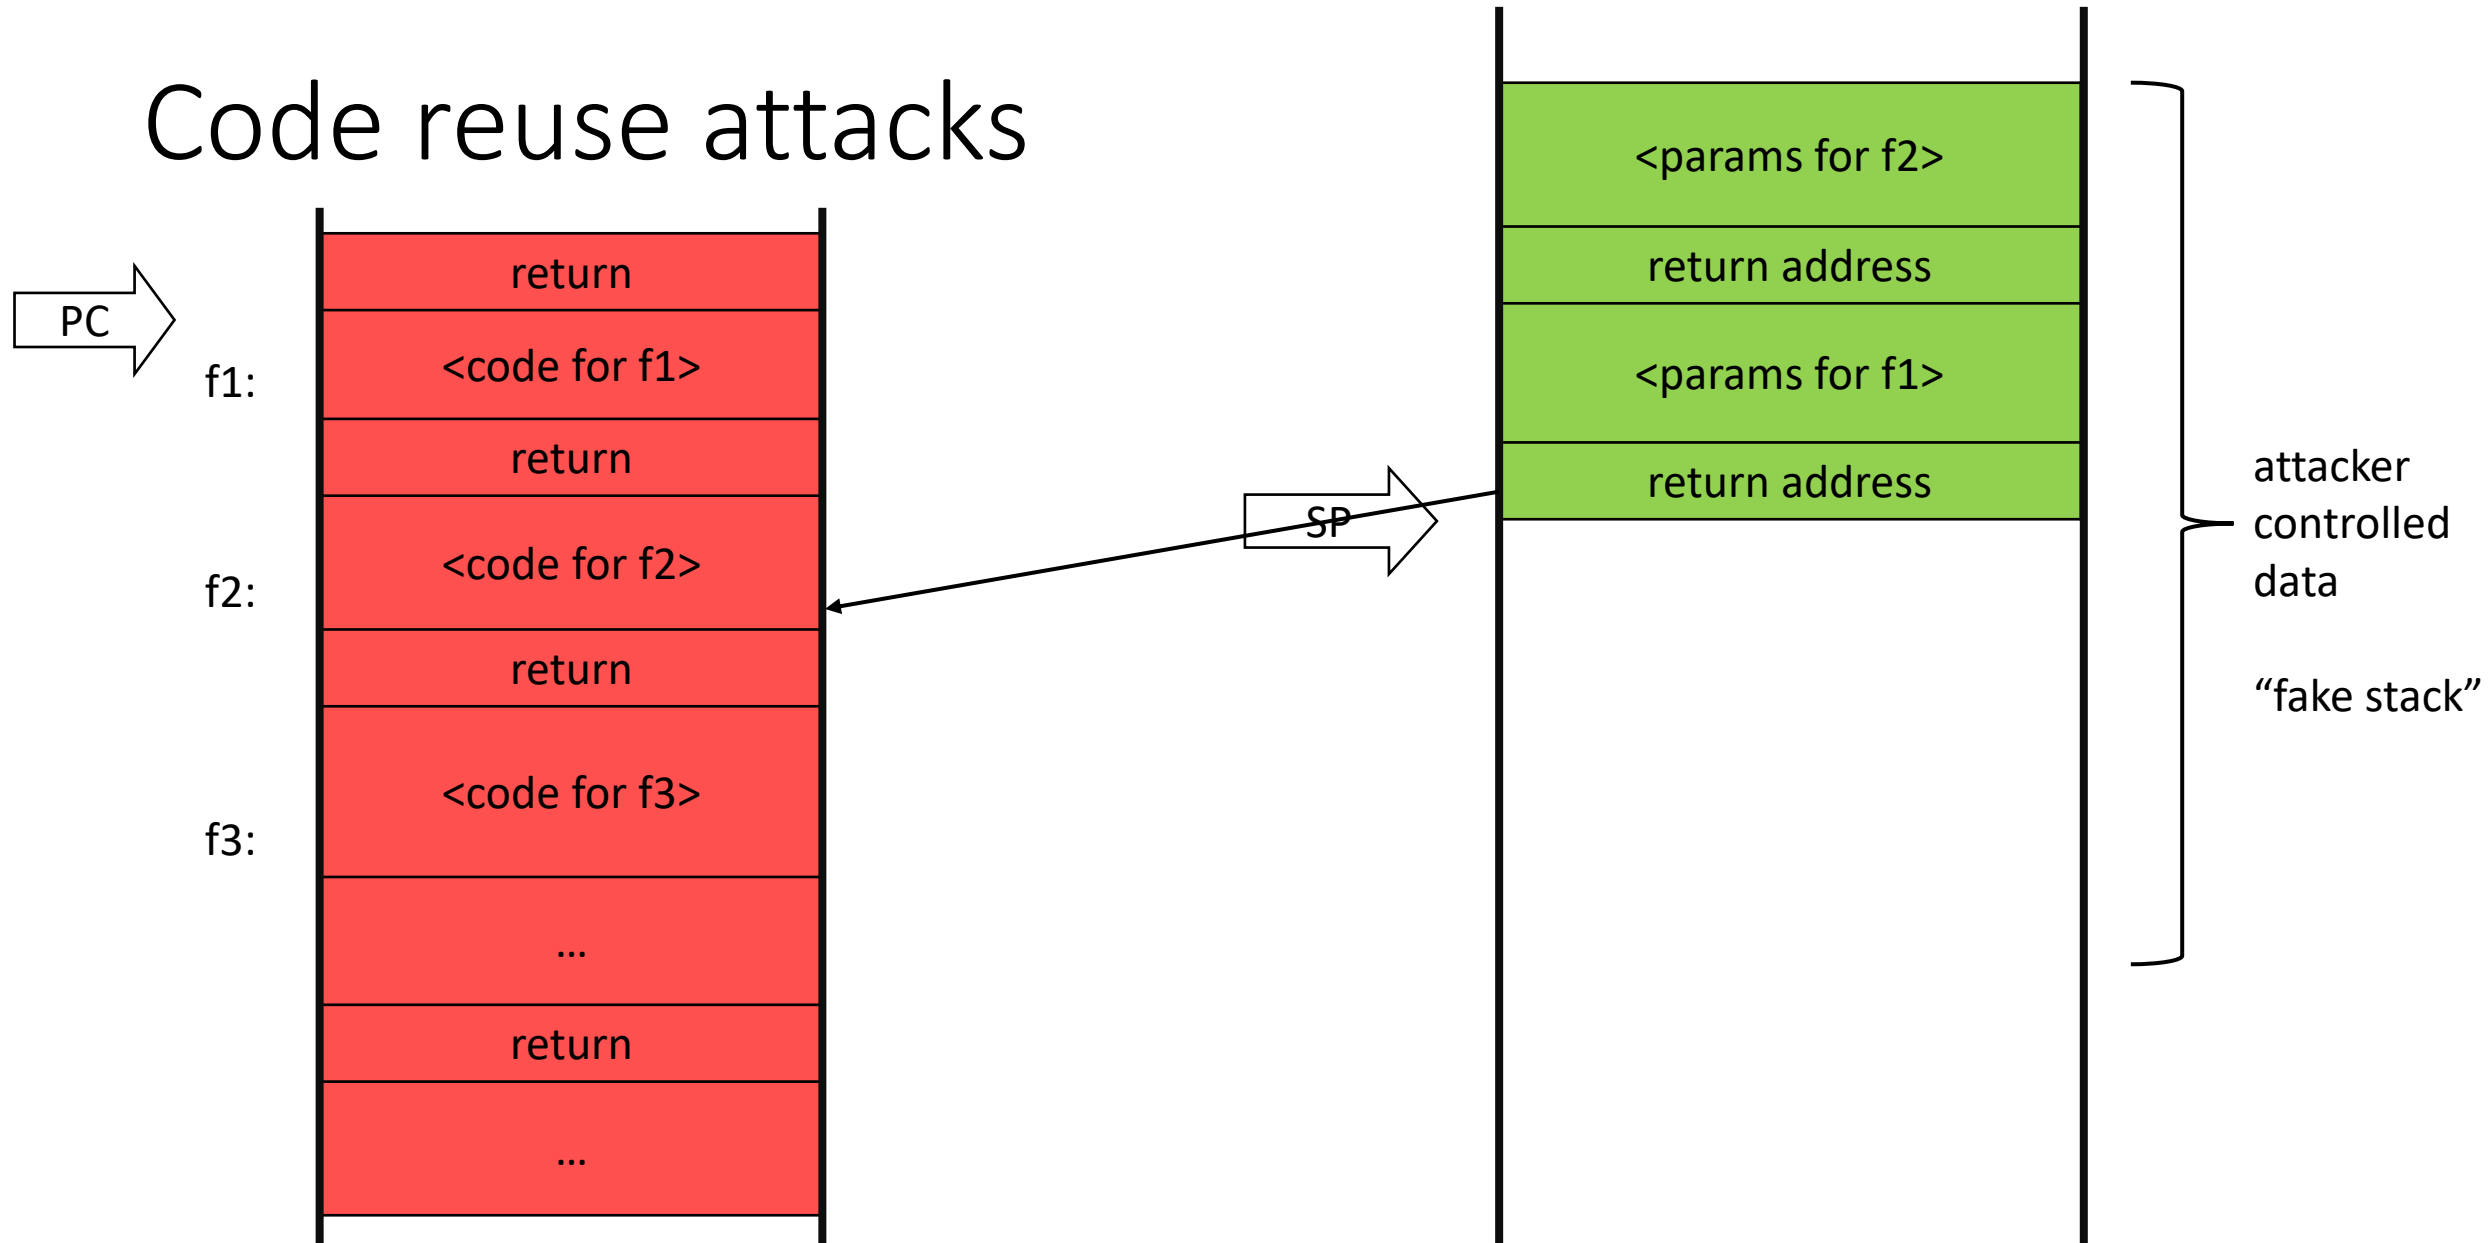 Code reuse attacks
PC
return
f1:
<code for f1>
return
f2:
<code for f2>
return
f3:
<code for f3>
...
return
...
SP
<params for f2>
return address
<params for f1>
return address
attacker
controlled
data
“fake stack”